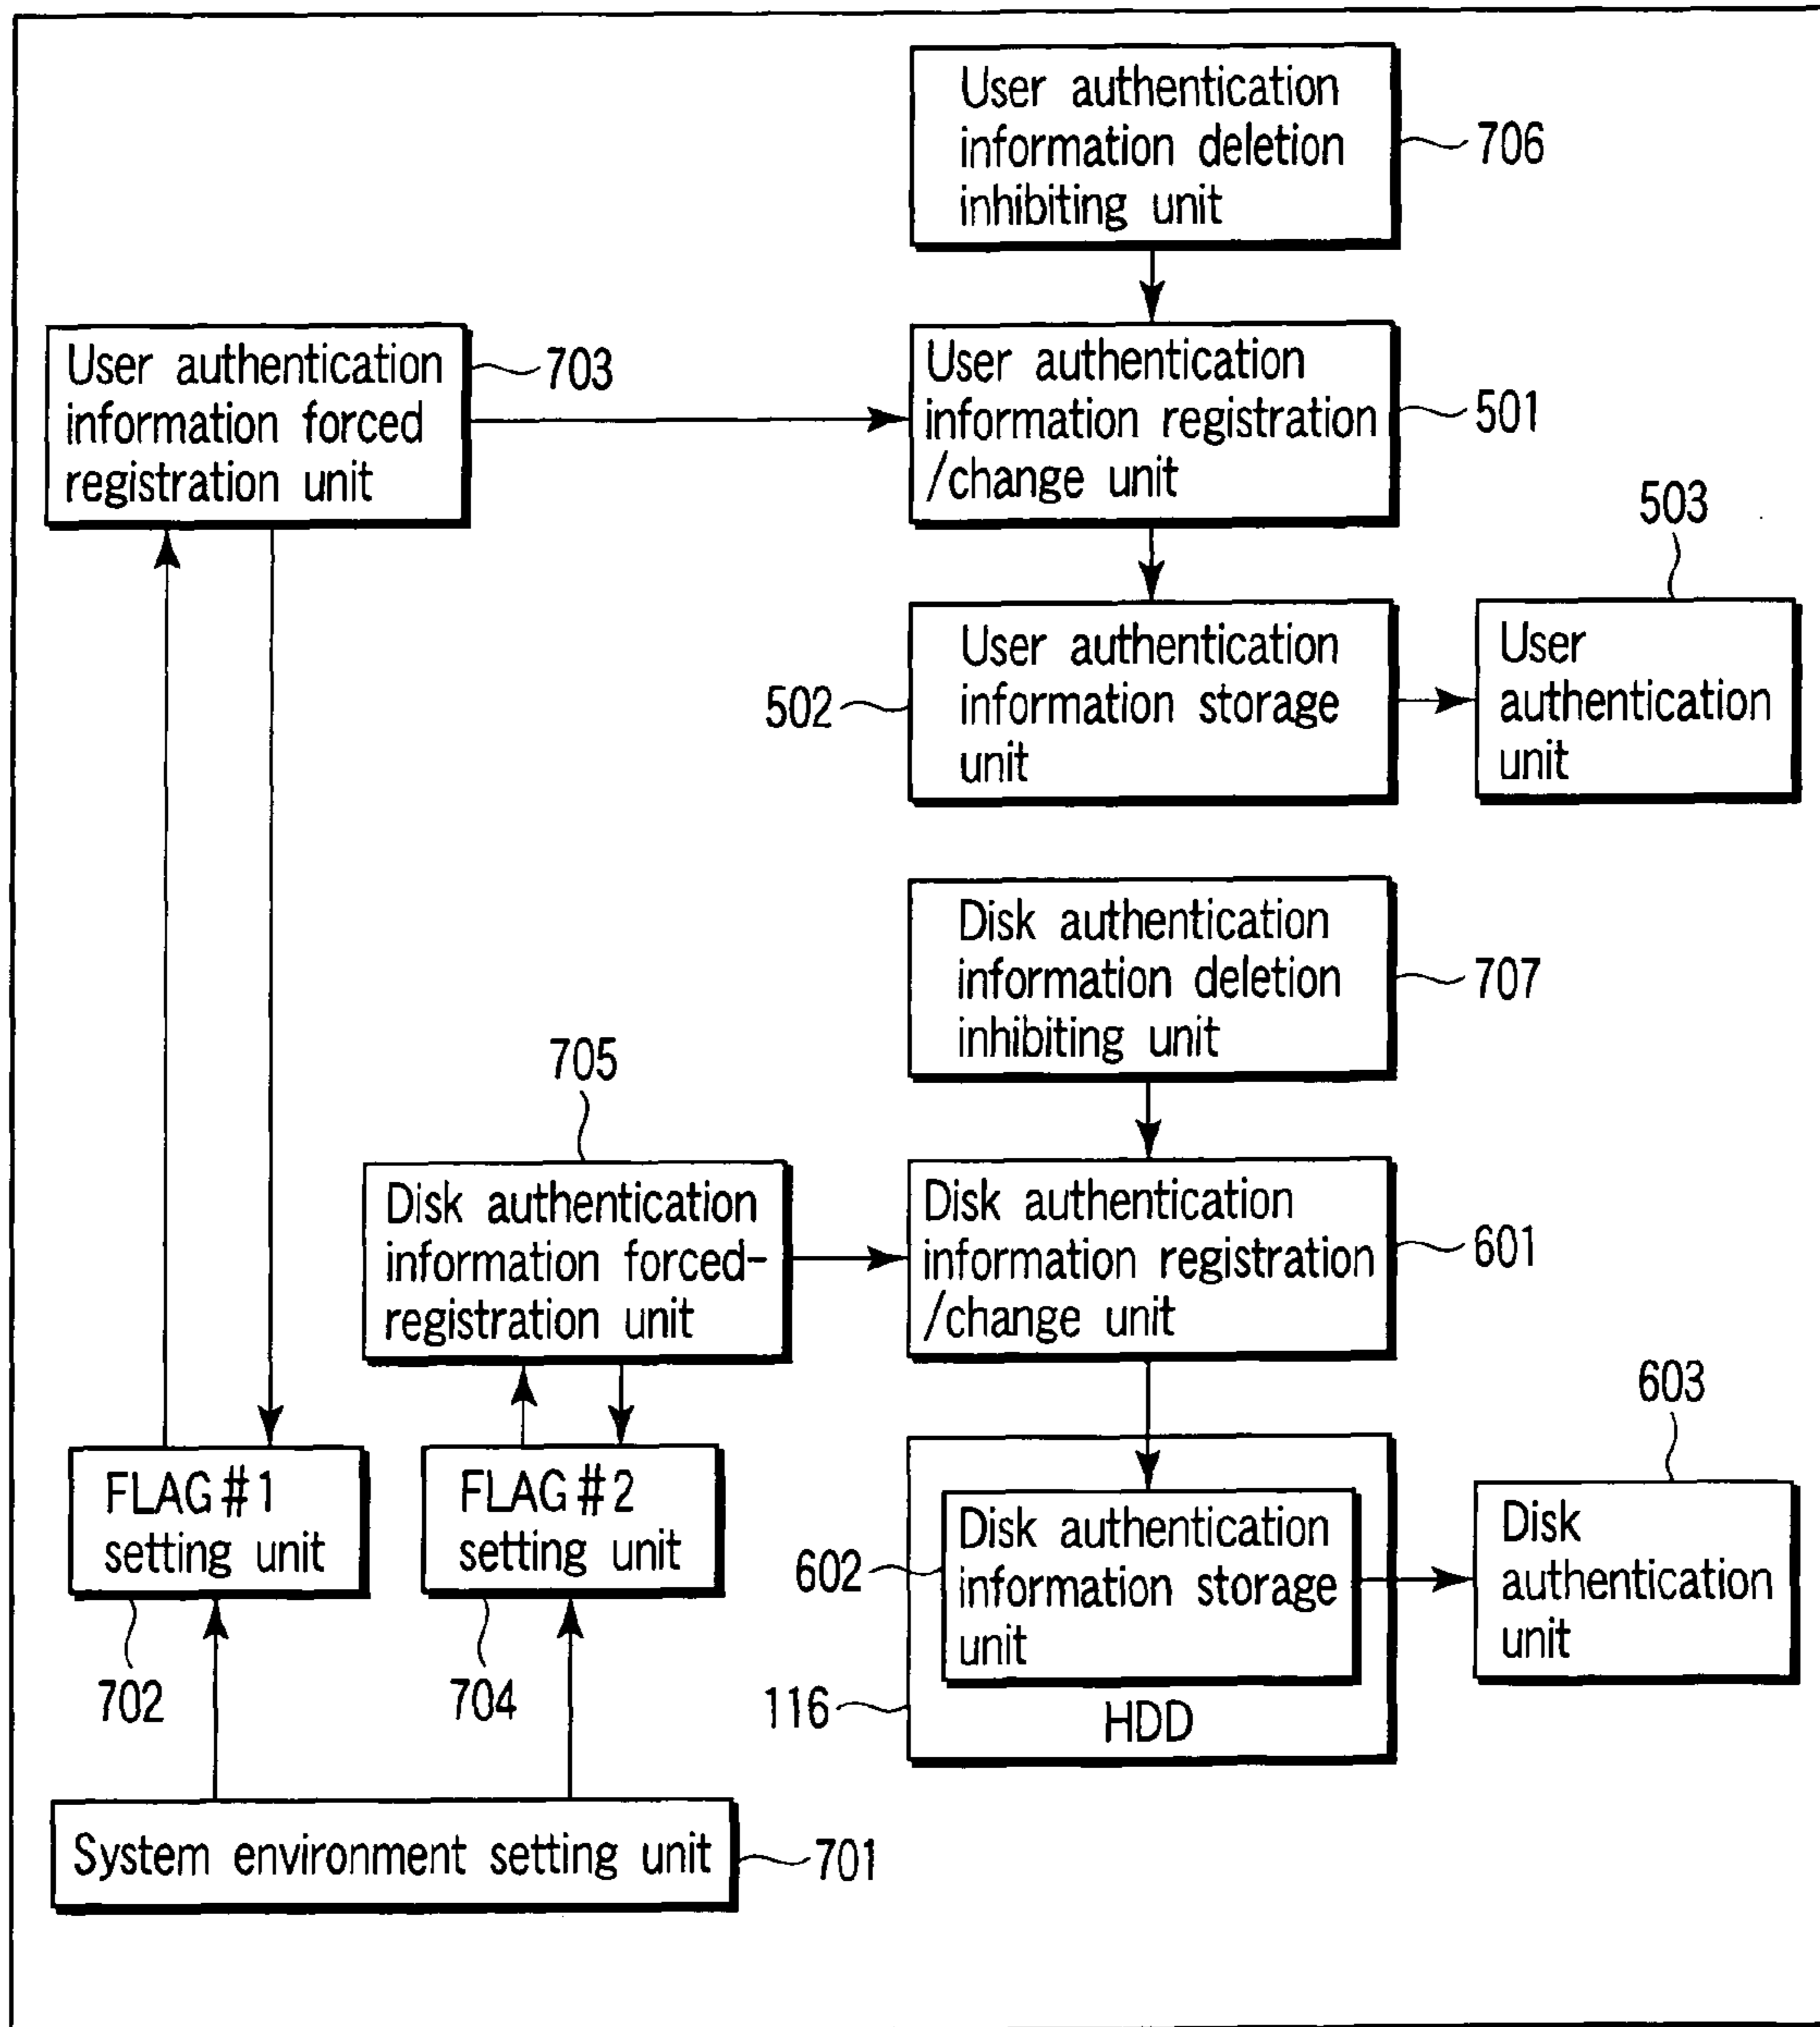 User authentication
information deletion
inhibiting unit
706
User authentication
information forced
registration unit
703
User authentication
information registration
/change unit
501
503
User authentication
information storage
unit
502
User
authentication
unit
Disk authentication
information deletion
inhibiting unit
707
705
Disk authentication
information forced-
registration unit
Disk authentication
information registration
/change unit
601
603
FLAG #1
setting unit
702
FLAG #2
setting unit
704
Disk authentication
information storage
unit
602
HDD
116
Disk
authentication
unit
System environment setting unit
701